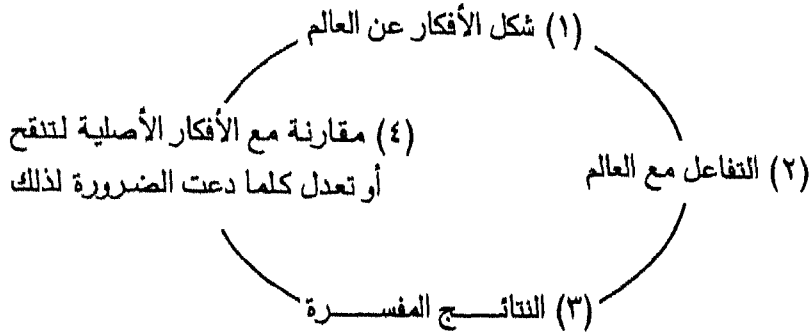 (١) شكل الأفكار عن العالم
(٢) التفاعل مع العالم
(٣) النتائج المفسرة
(٤) مقارنة مع الأفكار الأصلية لتنقح
أو تعدل كلما دعت الضرورة لذلك